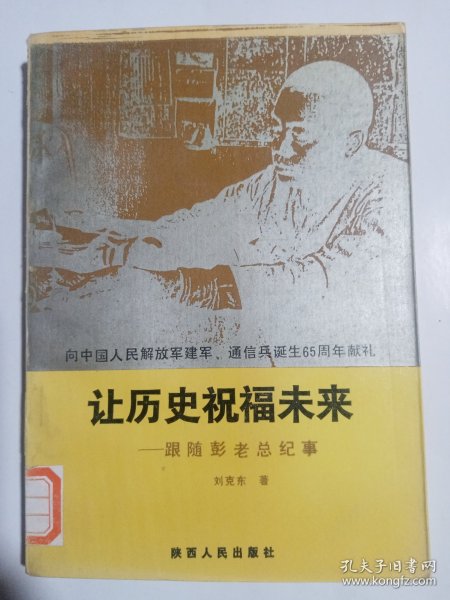 向中国人民解放军建军、通信兵诞生65周年献礼
让历史祝福未来
—跟随彭老总纪事
刘克东 著
陕西人民出版社
孔夫子旧书网
www.kongfz.com